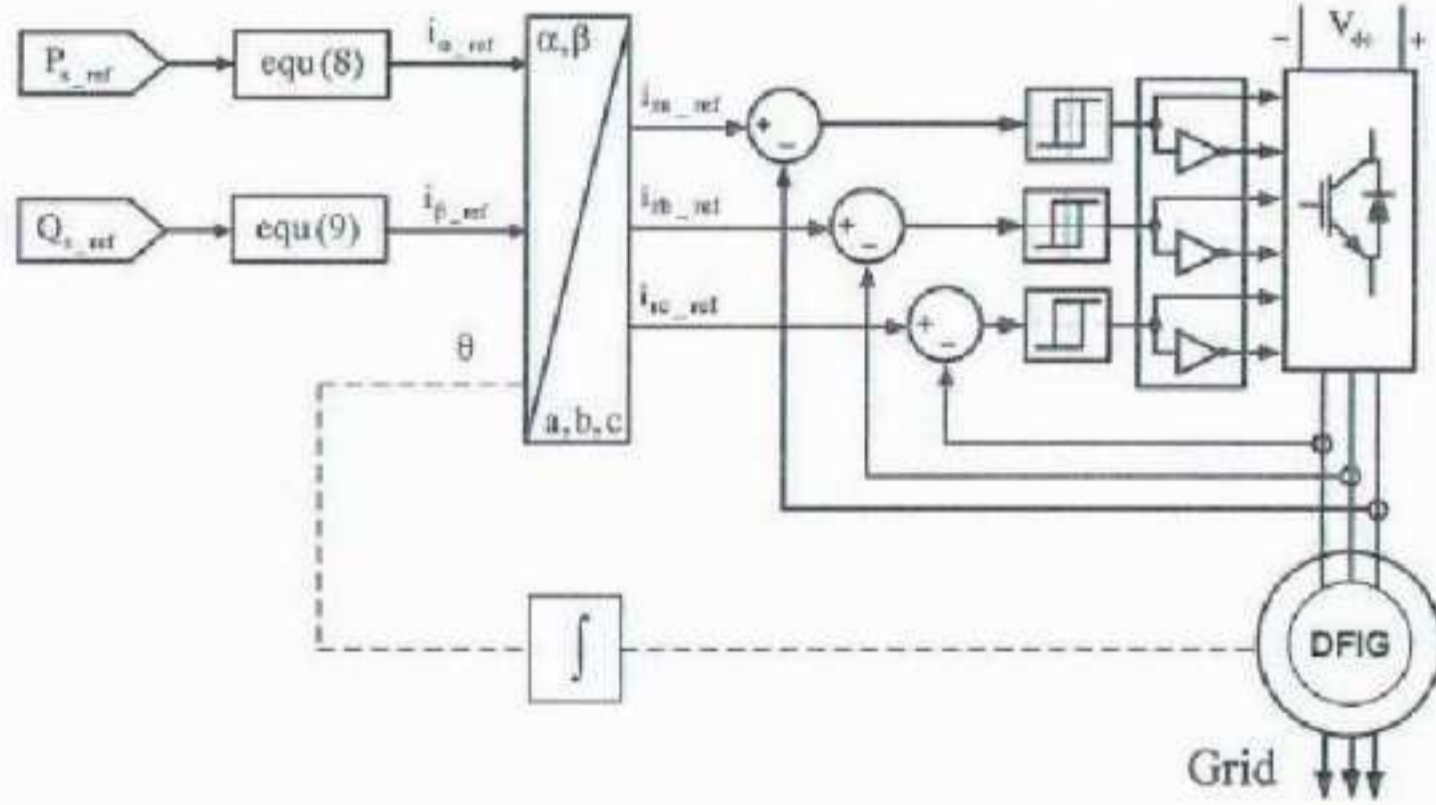 P_s_ref
equ(8)
i_α_ref
α,β
− V_dc +
i_ra_ref
+
−
Q_s_ref
equ(9)
i_β_ref
i_rb_ref
+
−
i_rc_ref
+
−
θ
a,b,c
∫
DFIG
Grid